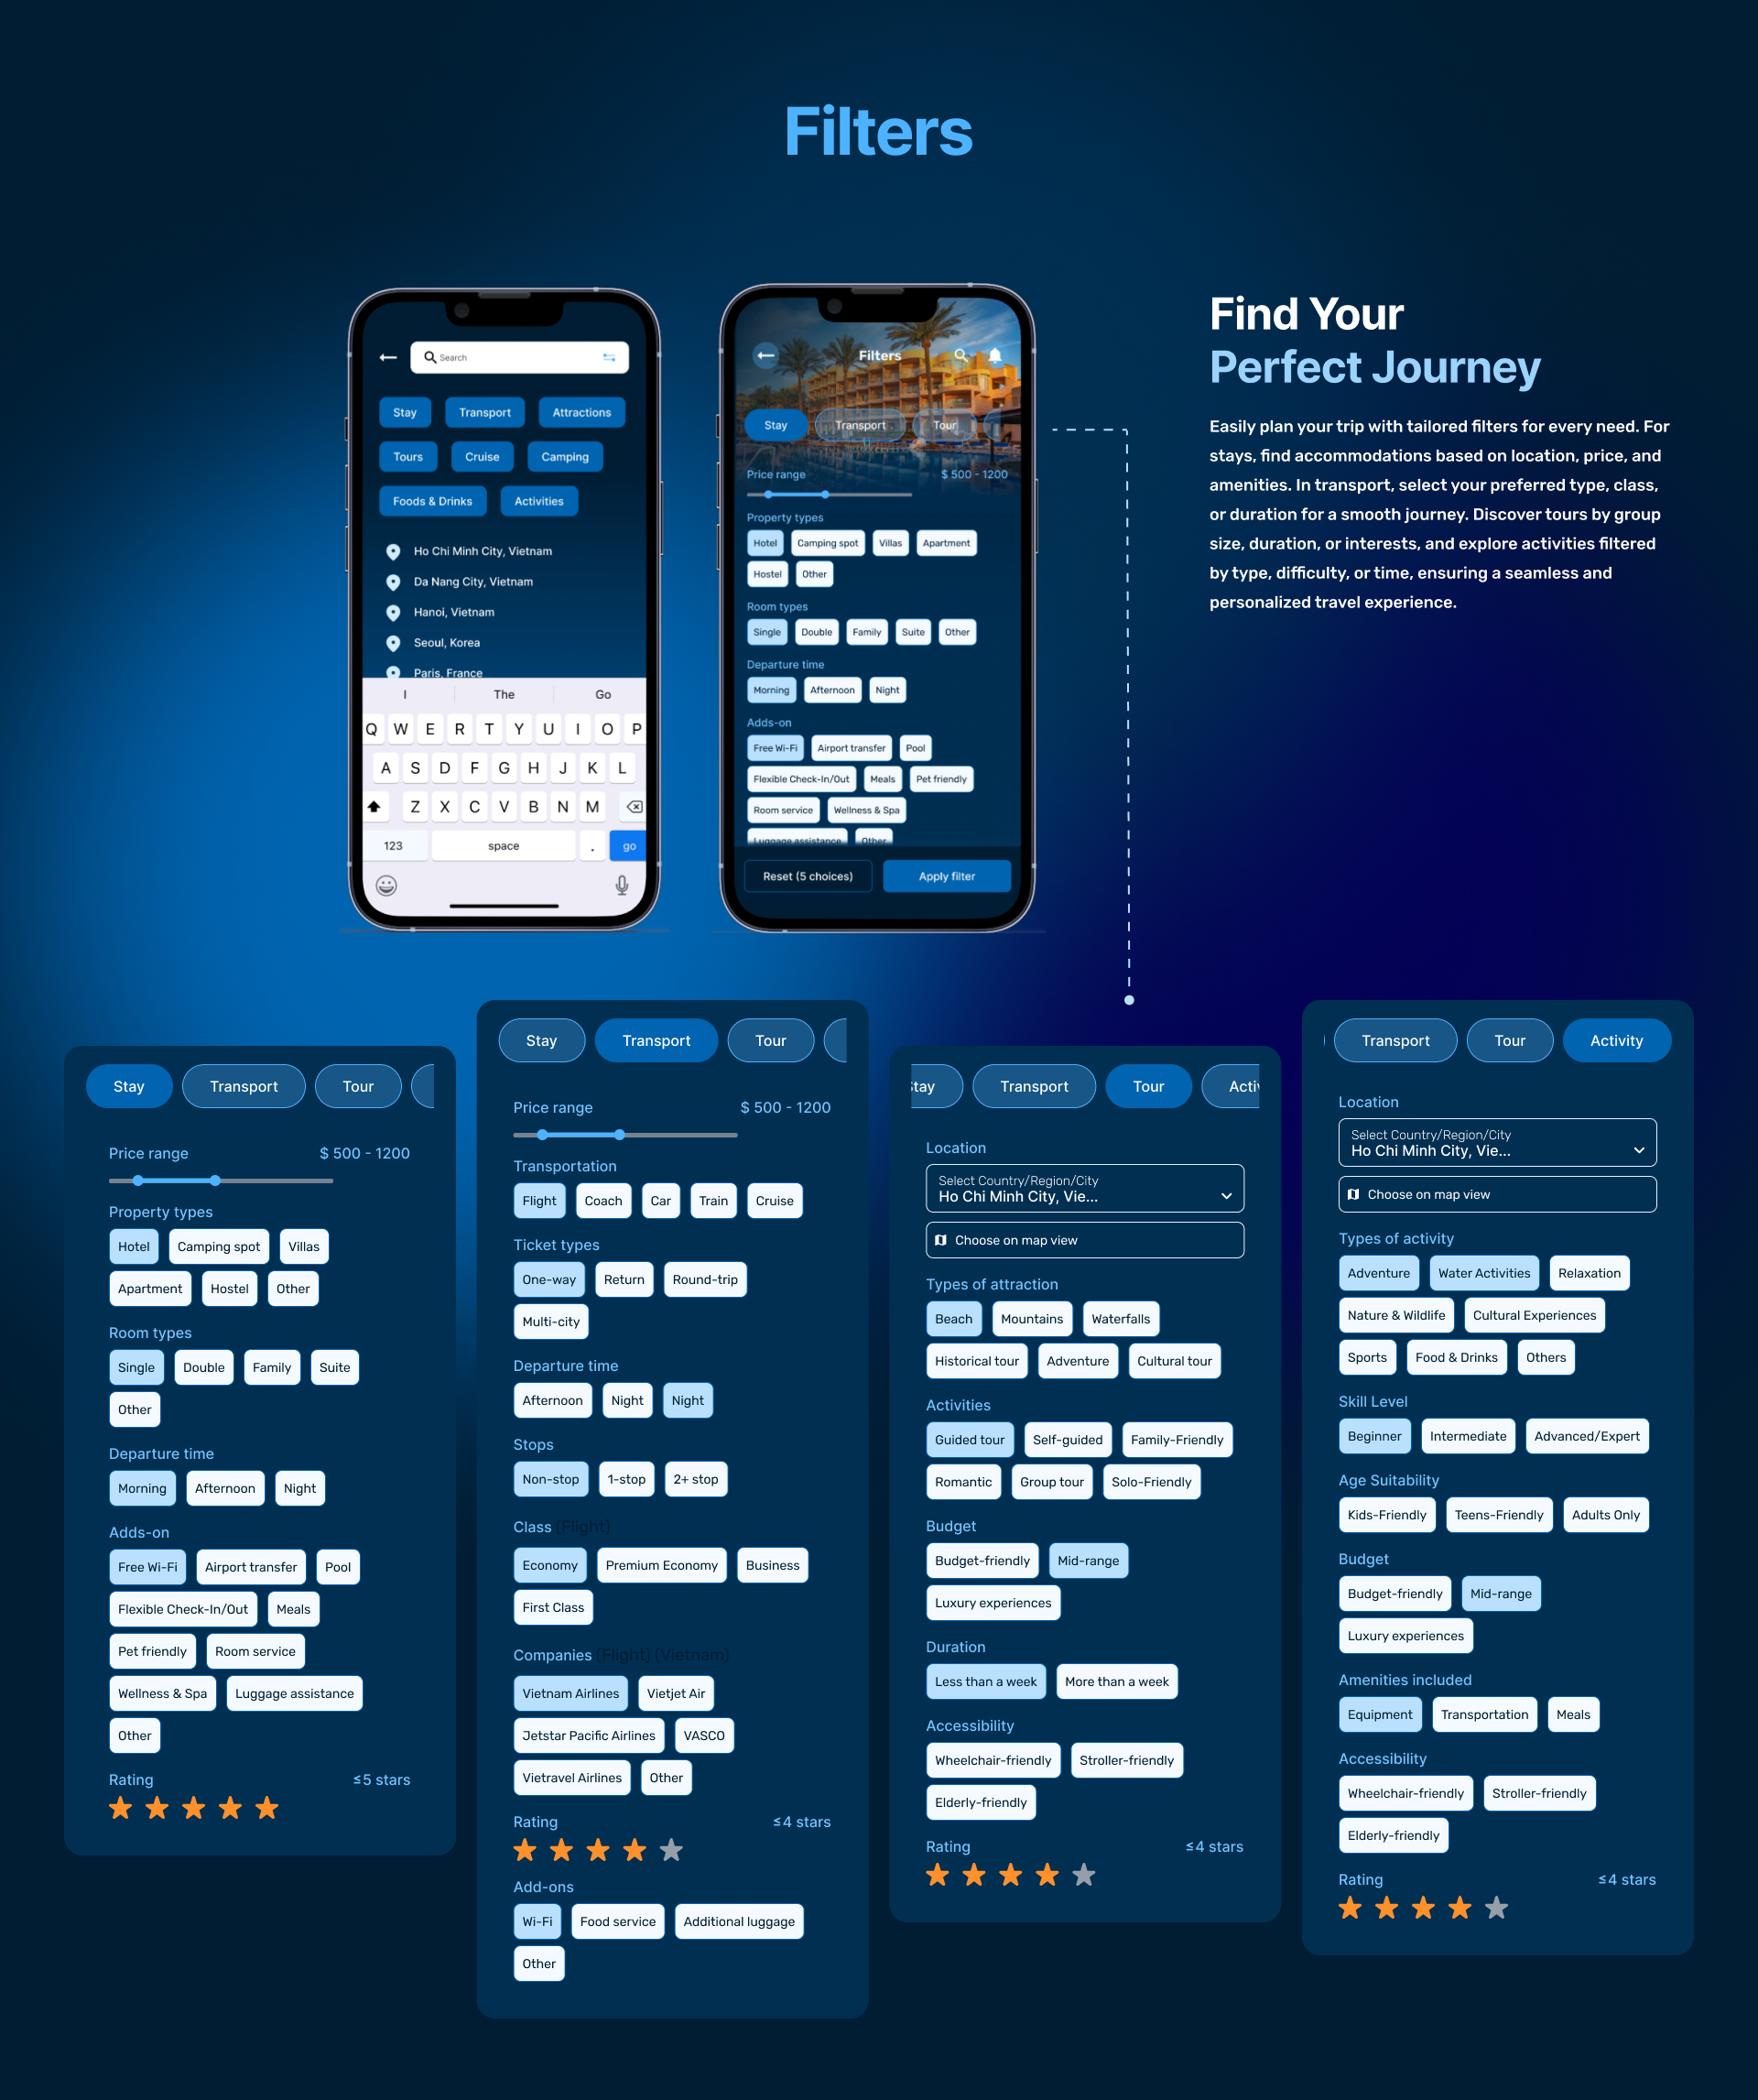 Filters
Search
Stay Transport Attractions
Tours Cruise Camping
Foods & Drinks Activities
Ho Chi Minh City, Vietnam
Da Nang City, Vietnam
Hanoi, Vietnam
Seoul, Korea
Paris, France
I The Go
Q W E R T Y U I O P
A S D F G H J K L
Z X C V B N M
123 space . go
Filters
Stay Transport Tour
Price range $ 500 - 1200
Property types
Hotel Camping spot Villas Apartment
Hostel Other
Room types
Single Double Family Suite Other
Departure time
Morning Afternoon Night
Adds-on
Free Wi-Fi Airport transfer Pool
Flexible Check-In/Out Meals Pet friendly
Room service Wellness & Spa
Luggage assistance Other
Reset (5 choices) Apply filter
Find Your
Perfect Journey
Easily plan your trip with tailored filters for every need. For
stays, find accommodations based on location, price, and
amenities. In transport, select your preferred type, class,
or duration for a smooth journey. Discover tours by group
size, duration, or interests, and explore activities filtered
by type, difficulty, or time, ensuring a seamless and
personalized travel experience.
Stay Transport Tour
Price range $ 500 - 1200
Property types
Hotel Camping spot Villas
Apartment Hostel Other
Room types
Single Double Family Suite
Other
Departure time
Morning Afternoon Night
Adds-on
Free Wi-Fi Airport transfer Pool
Flexible Check-In/Out Meals
Pet friendly Room service
Wellness & Spa Luggage assistance
Other
Rating ≤5 stars
Stay Transport Tour
Price range $ 500 - 1200
Transportation
Flight Coach Car Train Cruise
Ticket types
One-way Return Round-trip
Multi-city
Departure time
Afternoon Night Night
Stops
Non-stop 1-stop 2+ stop
Class (Flight)
Economy Premium Economy Business
First Class
Companies (Flight) (Vietnam)
Vietnam Airlines Vietjet Air
Jetstar Pacific Airlines VASCO
Vietravel Airlines Other
Rating ≤4 stars
Add-ons
Wi-Fi Food service Additional luggage
Other
Stay Transport Tour Activ
Location
Select Country/Region/City
Ho Chi Minh City, Vie...
Choose on map view
Types of attraction
Beach Mountains Waterfalls
Historical tour Adventure Cultural tour
Activities
Guided tour Self-guided Family-Friendly
Romantic Group tour Solo-Friendly
Budget
Budget-friendly Mid-range
Luxury experiences
Duration
Less than a week More than a week
Accessibility
Wheelchair-friendly Stroller-friendly
Elderly-friendly
Rating ≤4 stars
Transport Tour Activity
Location
Select Country/Region/City
Ho Chi Minh City, Vie...
Choose on map view
Types of activity
Adventure Water Activities Relaxation
Nature & Wildlife Cultural Experiences
Sports Food & Drinks Others
Skill Level
Beginner Intermediate Advanced/Expert
Age Suitability
Kids-Friendly Teens-Friendly Adults Only
Budget
Budget-friendly Mid-range
Luxury experiences
Amenities included
Equipment Transportation Meals
Accessibility
Wheelchair-friendly Stroller-friendly
Elderly-friendly
Rating ≤4 stars